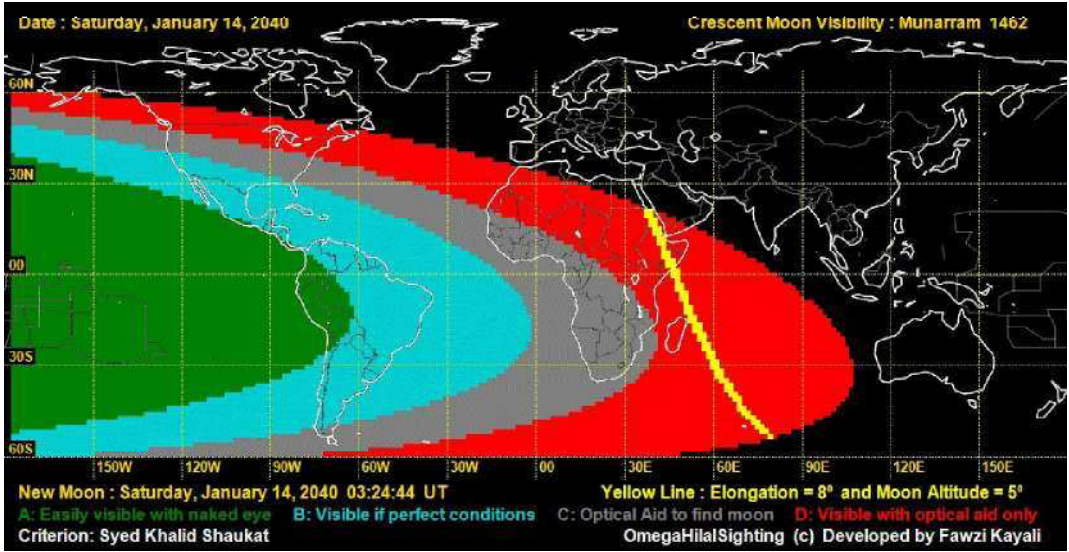 Date : Saturday, January 14, 2040 Crescent Moon Visibility : Munarram 1462
60N
30N
00
30S
60S
150W 120W 90W 60W 30W 00 30E 60E 90E 120E 150E
New Moon : Saturday, January 14, 2040 03:24:44 UT Yellow Line : Elongation = 8º and Moon Altitude = 5º
A: Easily visible with naked eye B: Visible if perfect conditions C: Optical Aid to find moon D: Visible with optical aid only
Criterion: Syed Khalid Shaukat OmegaHilalSighting (c) Developed by Fawzi Kayali